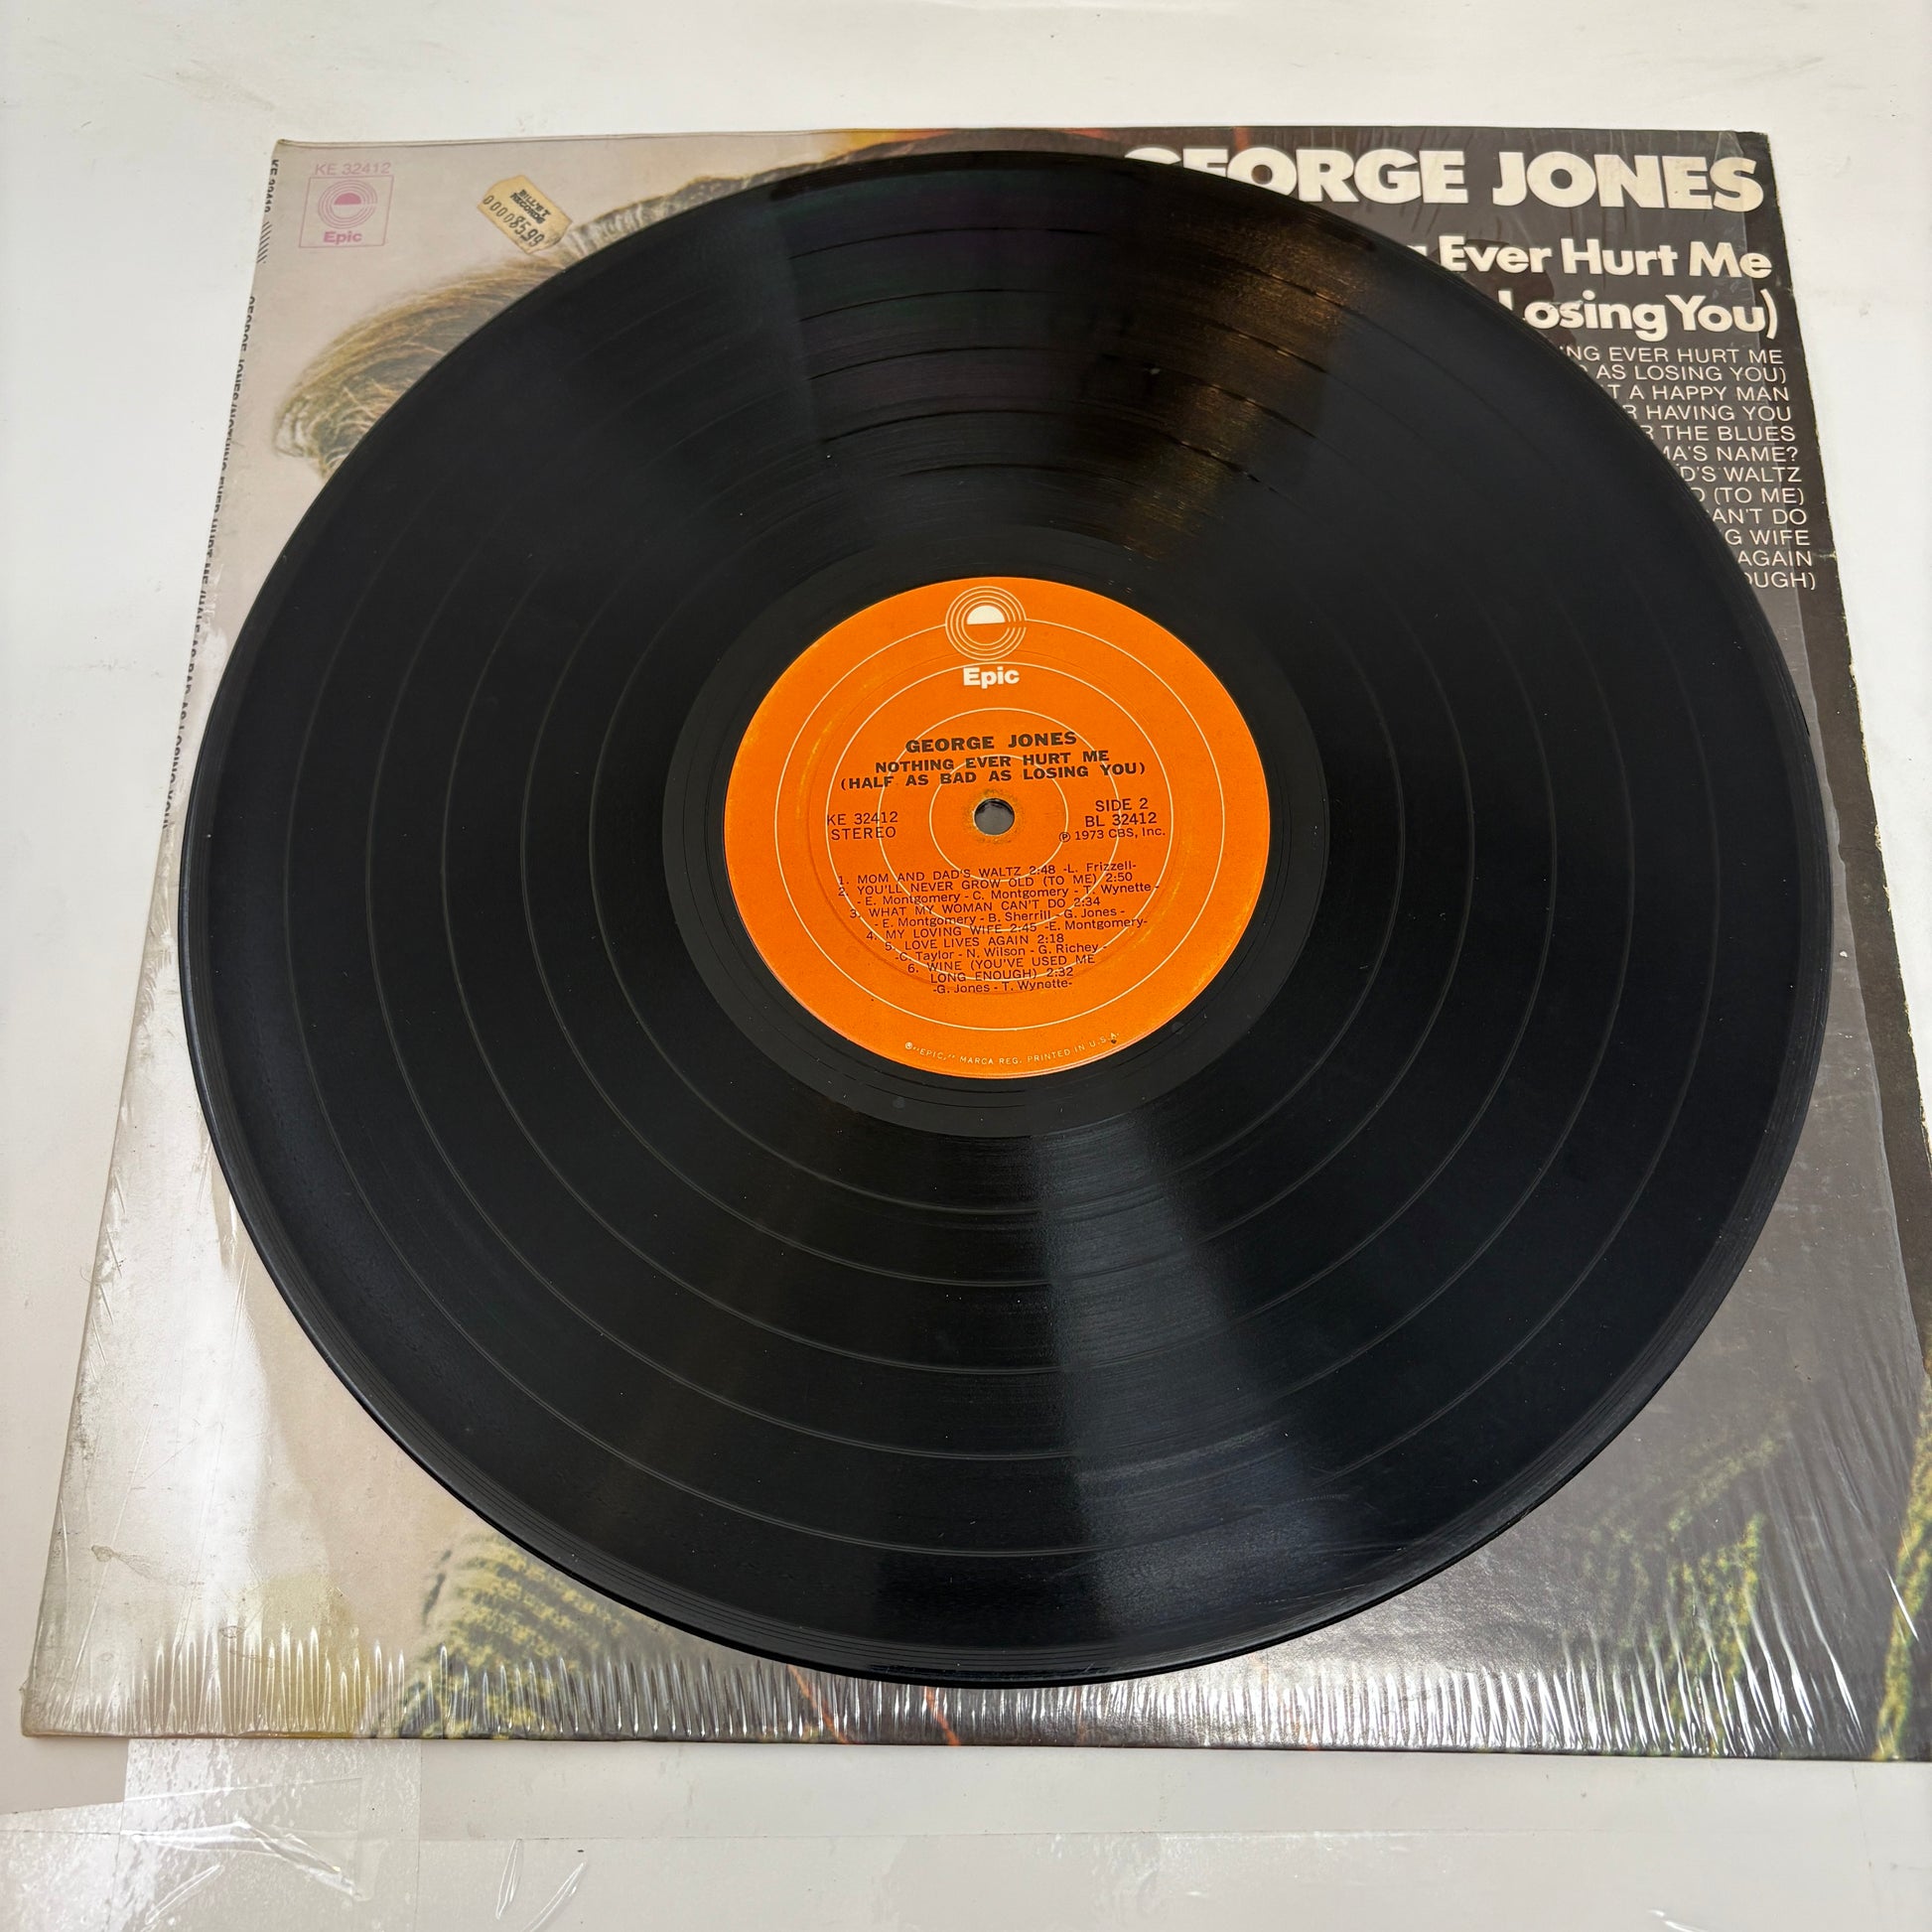 KE 32412
Epic
BILL'S
RECORDS
GEORGE JONES
Ever Hurt Me
Losing You)
EVER HURT ME
AS LOSING YOU)
A HAPPY MAN
HAVING YOU
THE BLUES
NAME?
WALTZ
(TO ME)
DO
WIFE
AGAIN
Epic
GEORGE JONES
NOTHING EVER HURT ME
(HALF AS BAD AS LOSING YOU)
KE 32412
STEREO
SIDE 2
BL 32412
℗ 1973 CBS, Inc.
1. MOM AND DAD'S WALTZ 2:48 -L. Frizzell-
2. YOU'LL NEVER GROW OLD (TO ME) 2:50
- E. Montgomery - C. Montgomery - T. Wynette -
3. WHAT MY WOMAN CAN'T DO 2:34
- E. Montgomery - B. Sherrill - G. Jones -
4. MY LOVING WIFE 2:45 -E. Montgomery-
5. LOVE LIVES AGAIN 2:18
-C. Taylor - N. Wilson - G. Richey -
6. WINE (YOU'VE USED ME
LONG ENOUGH) 2:32
-G. Jones - T. Wynette-
®"EPIC," MARCA REG. PRINTED IN U.S.A.